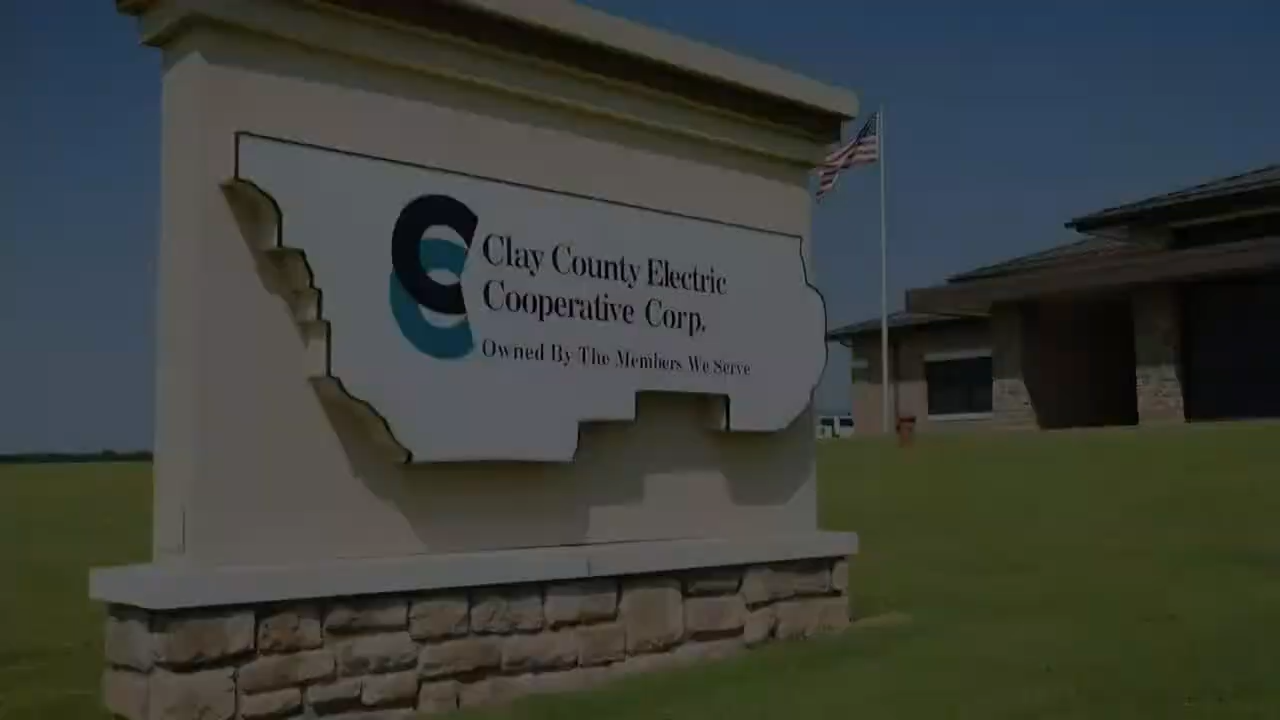 Clay County Electric
Cooperative Corp.
Owned By The Members We Serve